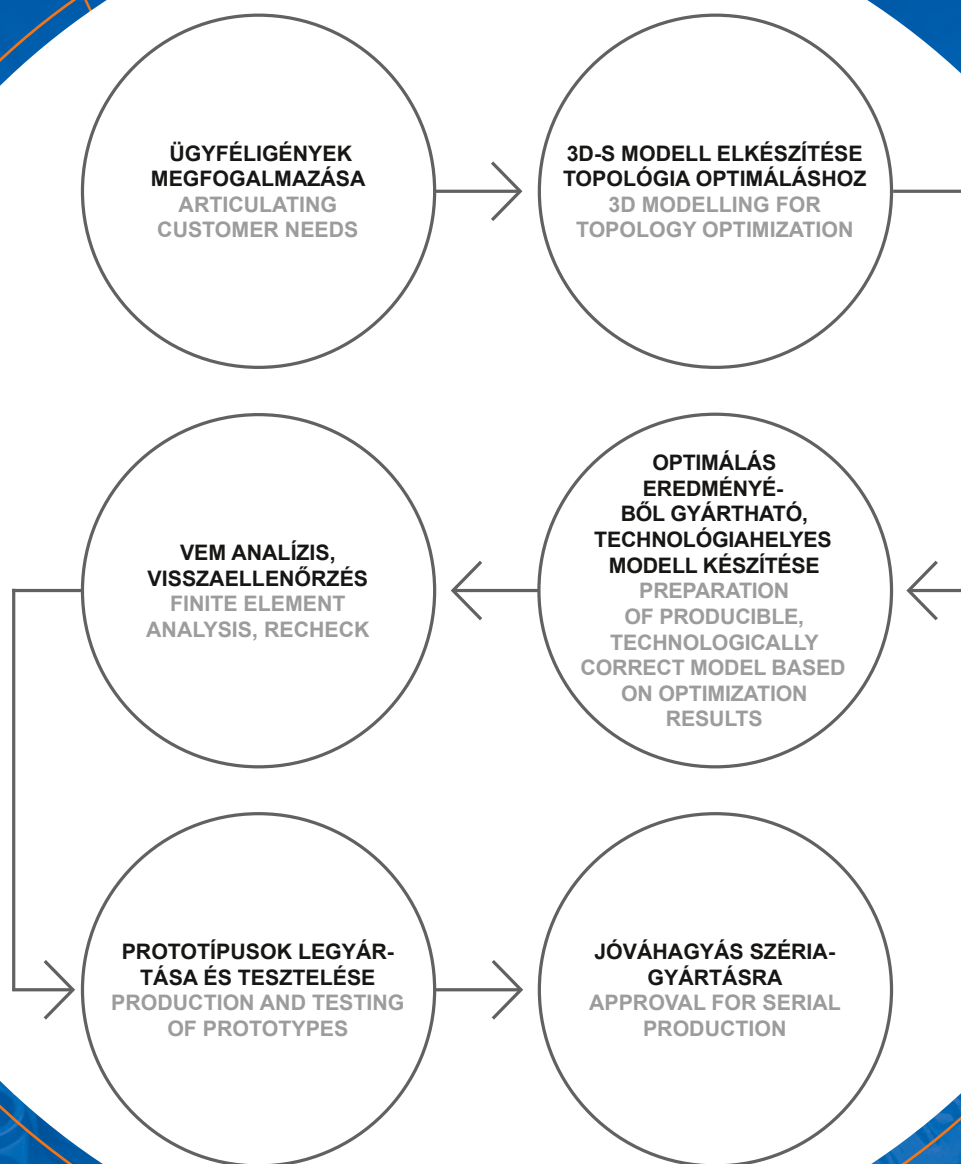 ÜGYFÉLIGÉNYEK
MEGFOGALMAZÁSA
ARTICULATING
CUSTOMER NEEDS
3D-S MODELL ELKÉSZÍTÉSE
TOPOLÓGIA OPTIMÁLÁSHOZ
3D MODELLING FOR
TOPOLOGY OPTIMIZATION
OPTIMÁLÁS
EREDMÉNYÉ-
BŐL GYÁRTHATÓ,
TECHNOLÓGIAHELYES
MODELL KÉSZÍTÉSE
PREPARATION
OF PRODUCIBLE,
TECHNOLOGICALLY
CORRECT MODEL BASED
ON OPTIMIZATION
RESULTS
VEM ANALÍZIS,
VISSZAELLENŐRZÉS
FINITE ELEMENT
ANALYSIS, RECHECK
PROTOTÍPUSOK LEGYÁR-
TÁSA ÉS TESZTELÉSE
PRODUCTION AND TESTING
OF PROTOTYPES
JÓVÁHAGYÁS SZÉRIA-
GYÁRTÁSRA
APPROVAL FOR SERIAL
PRODUCTION